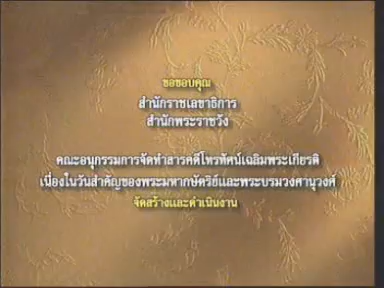 ขอขอบคุณ
สำนักราชเลขาธิการ
สำนักพระราชวัง
คณะอนุกรรมการจัดทำสารคดีโทรทัศน์เฉลิมพระเกียรติ
เนื่องในวันสำคัญของพระมหากษัตริย์และพระบรมวงศานุวงศ์
จัดสร้างและดำเนินงาน